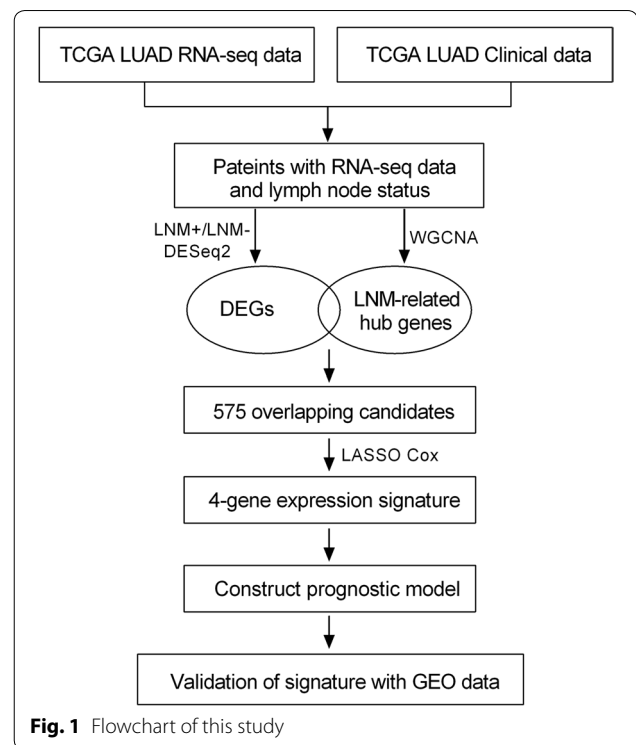 TCGA LUAD RNA-seq data
TCGA LUAD Clinical data
Pateints with RNA-seq data
and lymph node status
LNM+/LNM-
DESeq2
WGCNA
DEGs
LNM-related
hub genes
575 overlapping candidates
LASSO Cox
4-gene expression signature
Construct prognostic model
Validation of signature with GEO data
Fig. 1 Flowchart of this study